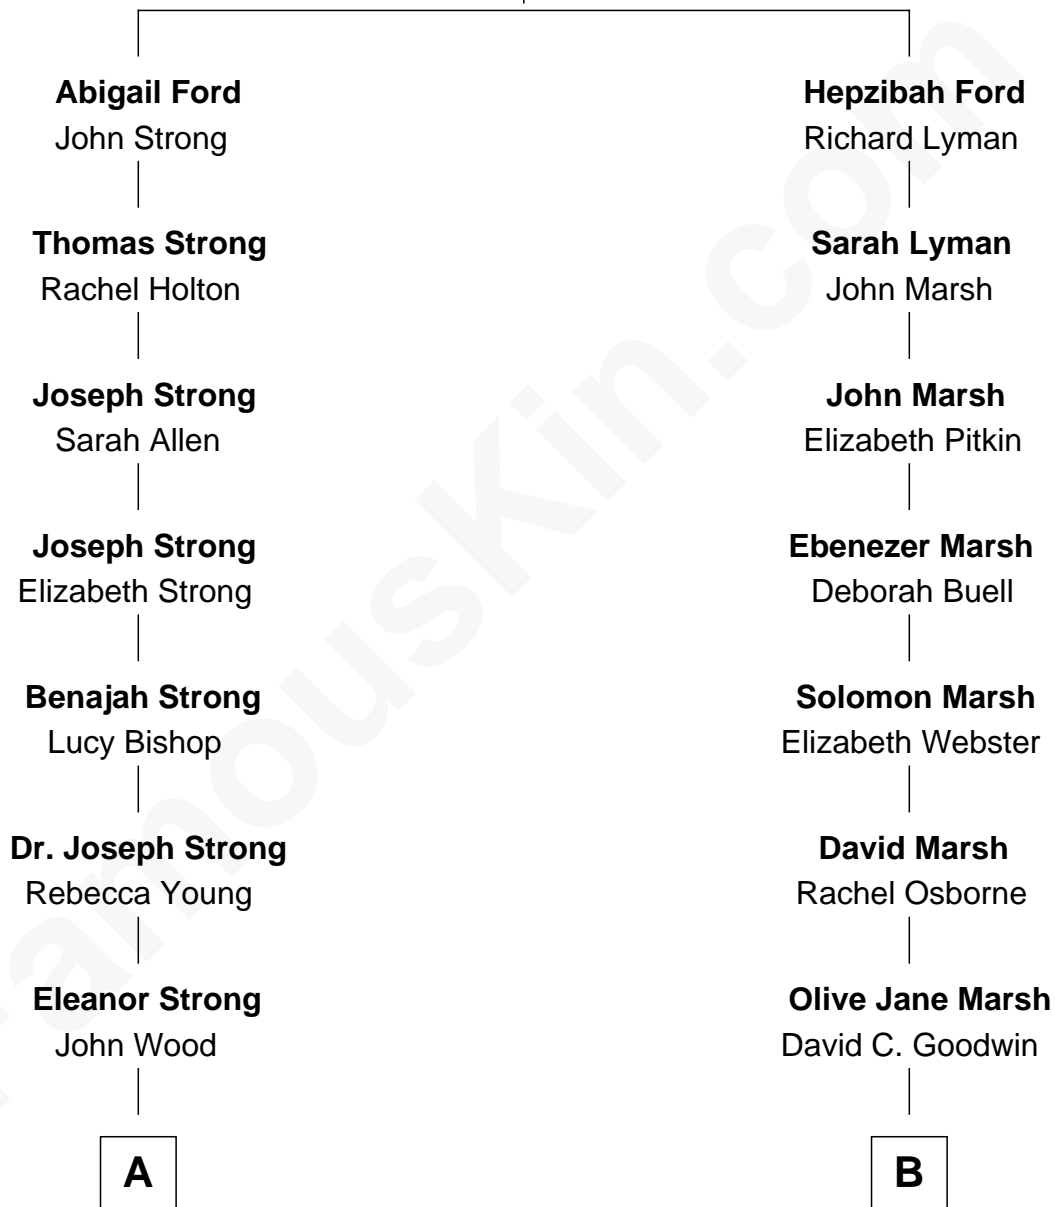 Abigail Ford
John Strong
Hepzibah Ford
Richard Lyman
Thomas Strong
Rachel Holton
Sarah Lyman
John Marsh
Joseph Strong
Sarah Allen
John Marsh
Elizabeth Pitkin
Joseph Strong
Elizabeth Strong
Ebenezer Marsh
Deborah Buell
Benajah Strong
Lucy Bishop
Solomon Marsh
Elizabeth Webster
Dr. Joseph Strong
Rebecca Young
David Marsh
Rachel Osborne
Eleanor Strong
John Wood
Olive Jane Marsh
David C. Goodwin
A
B
FamousKin.com